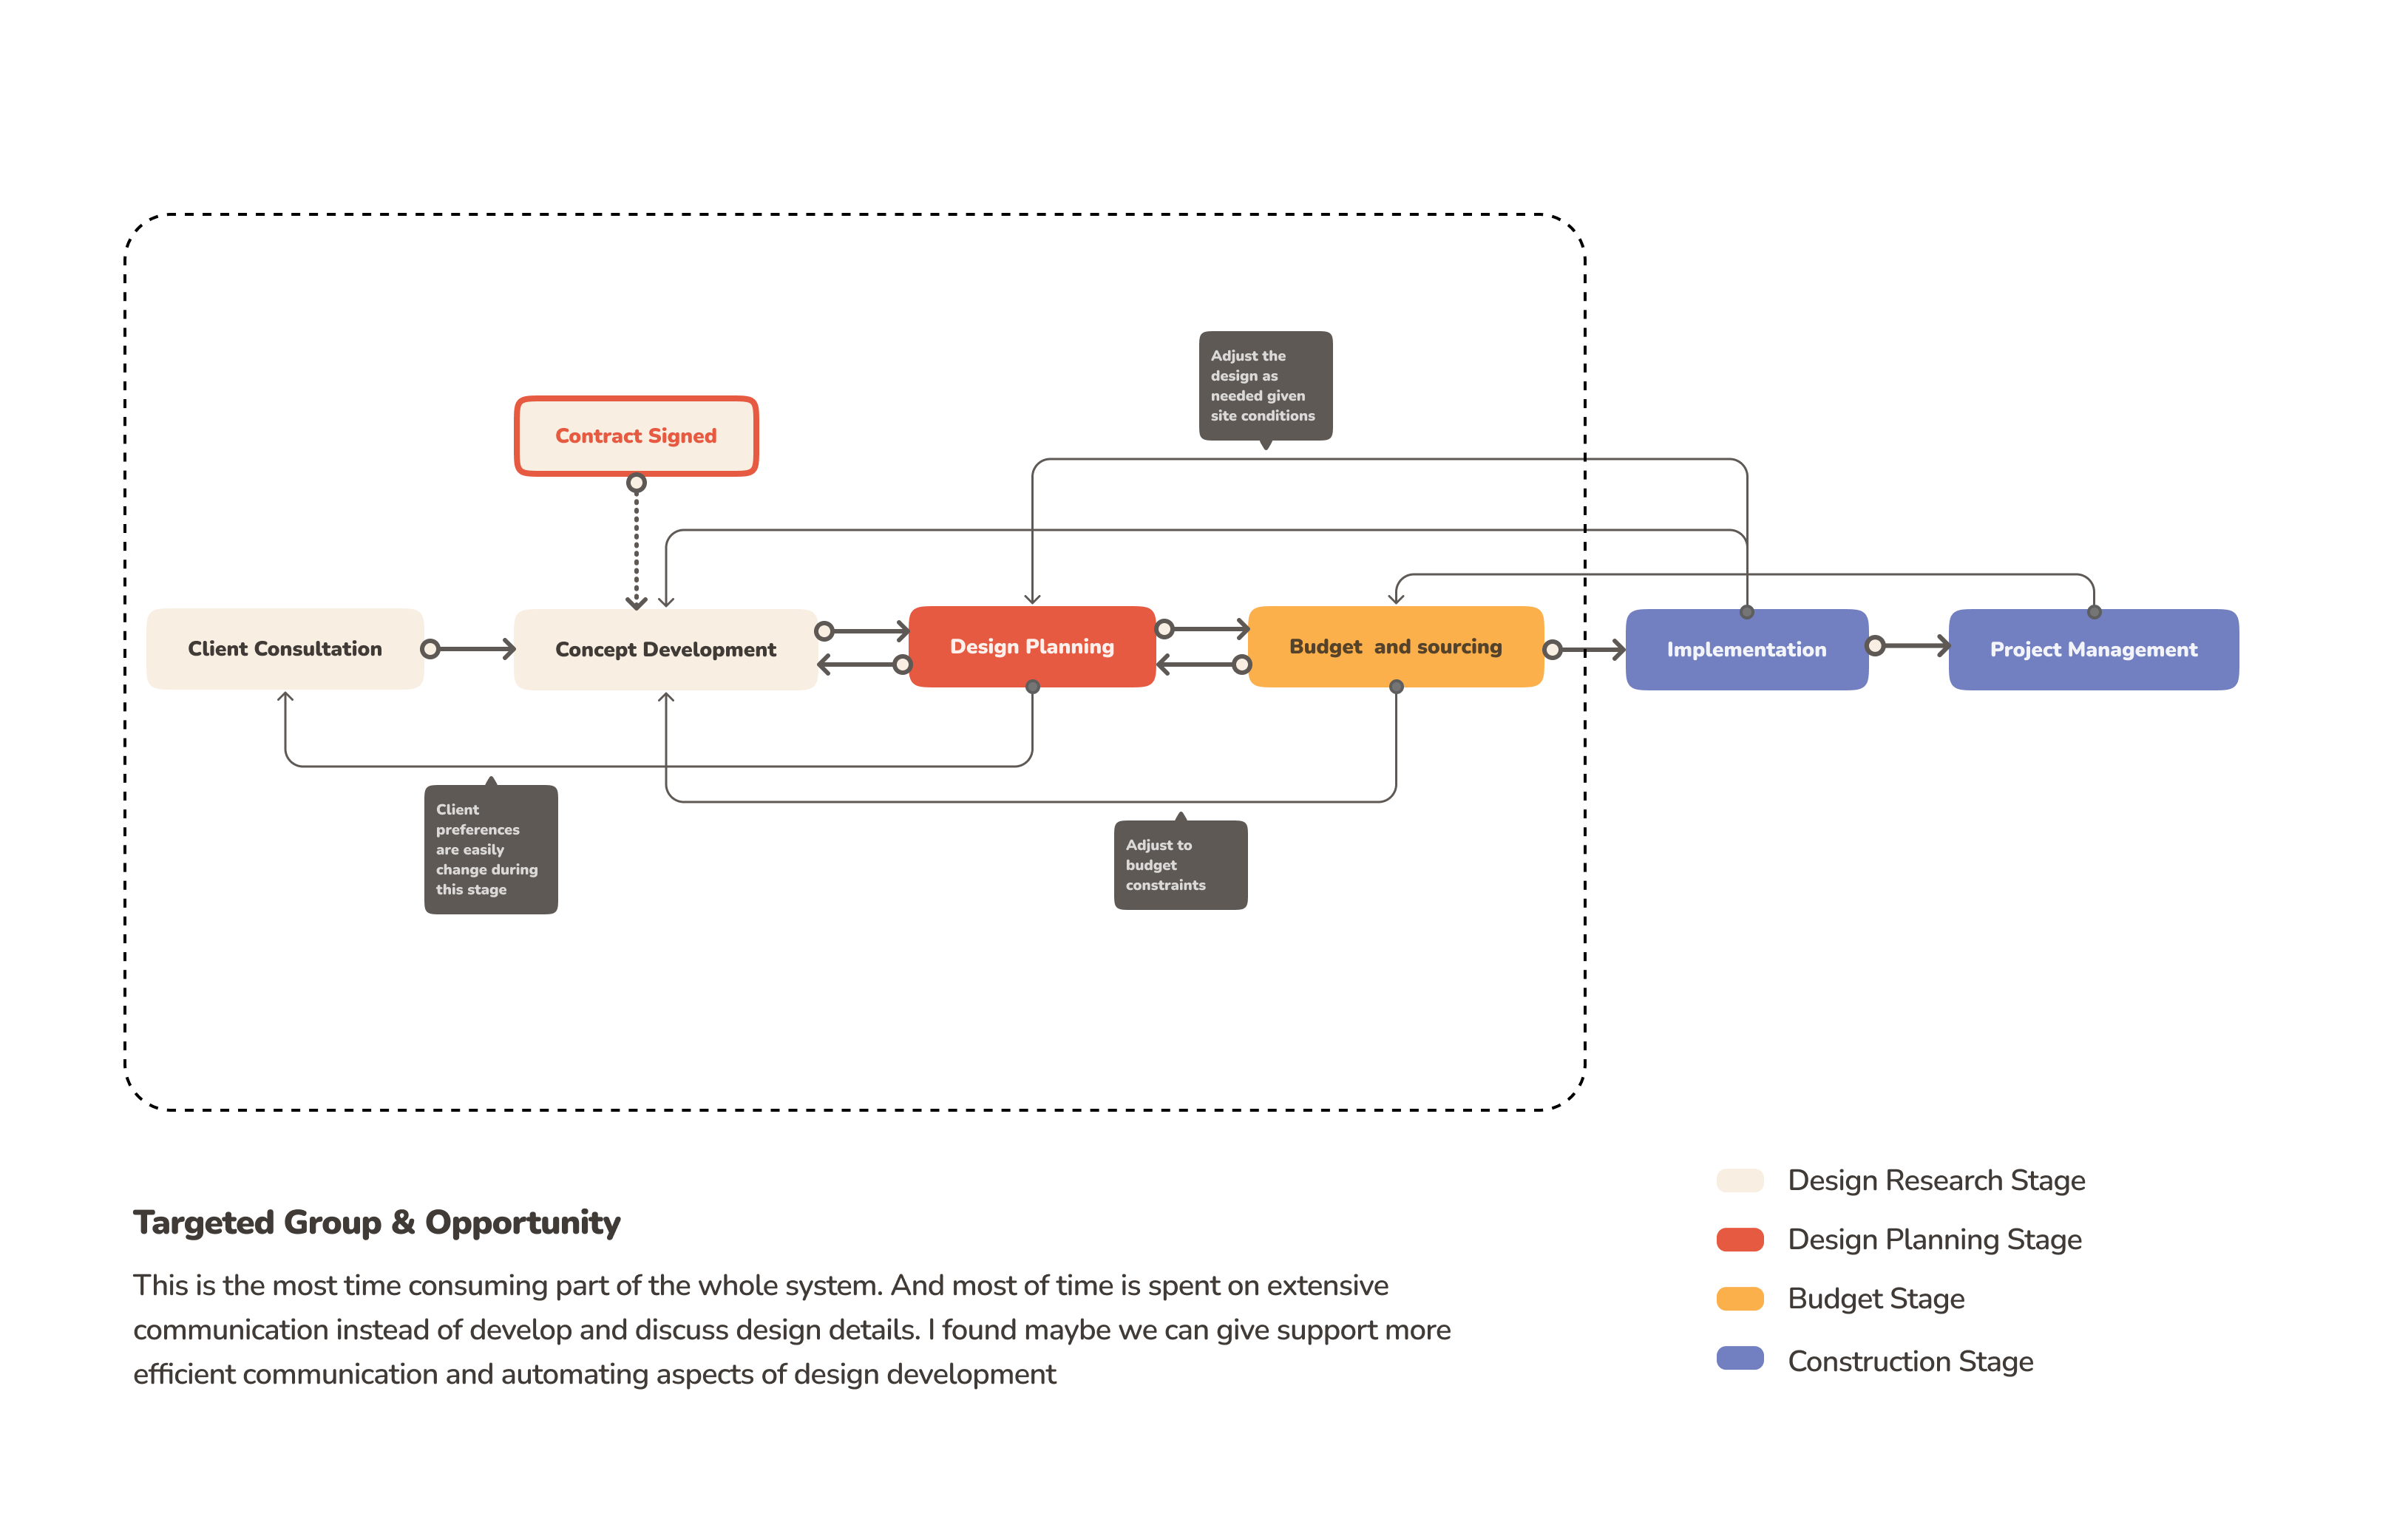 Adjust the
design as
needed given
site conditions
Contract Signed
Client Consultation
Concept Development
Design Planning
Budget  and sourcing
Implementation
Project Management
Client
preferences
are easily
change during
this stage
Adjust to
budget
constraints
Targeted Group & Opportunity
This is the most time consuming part of the whole system. And most of time is spent on extensive
communication instead of develop and discuss design details. I found maybe we can give support more
efficient communication and automating aspects of design development
Design Research Stage
Design Planning Stage
Budget Stage
Construction Stage